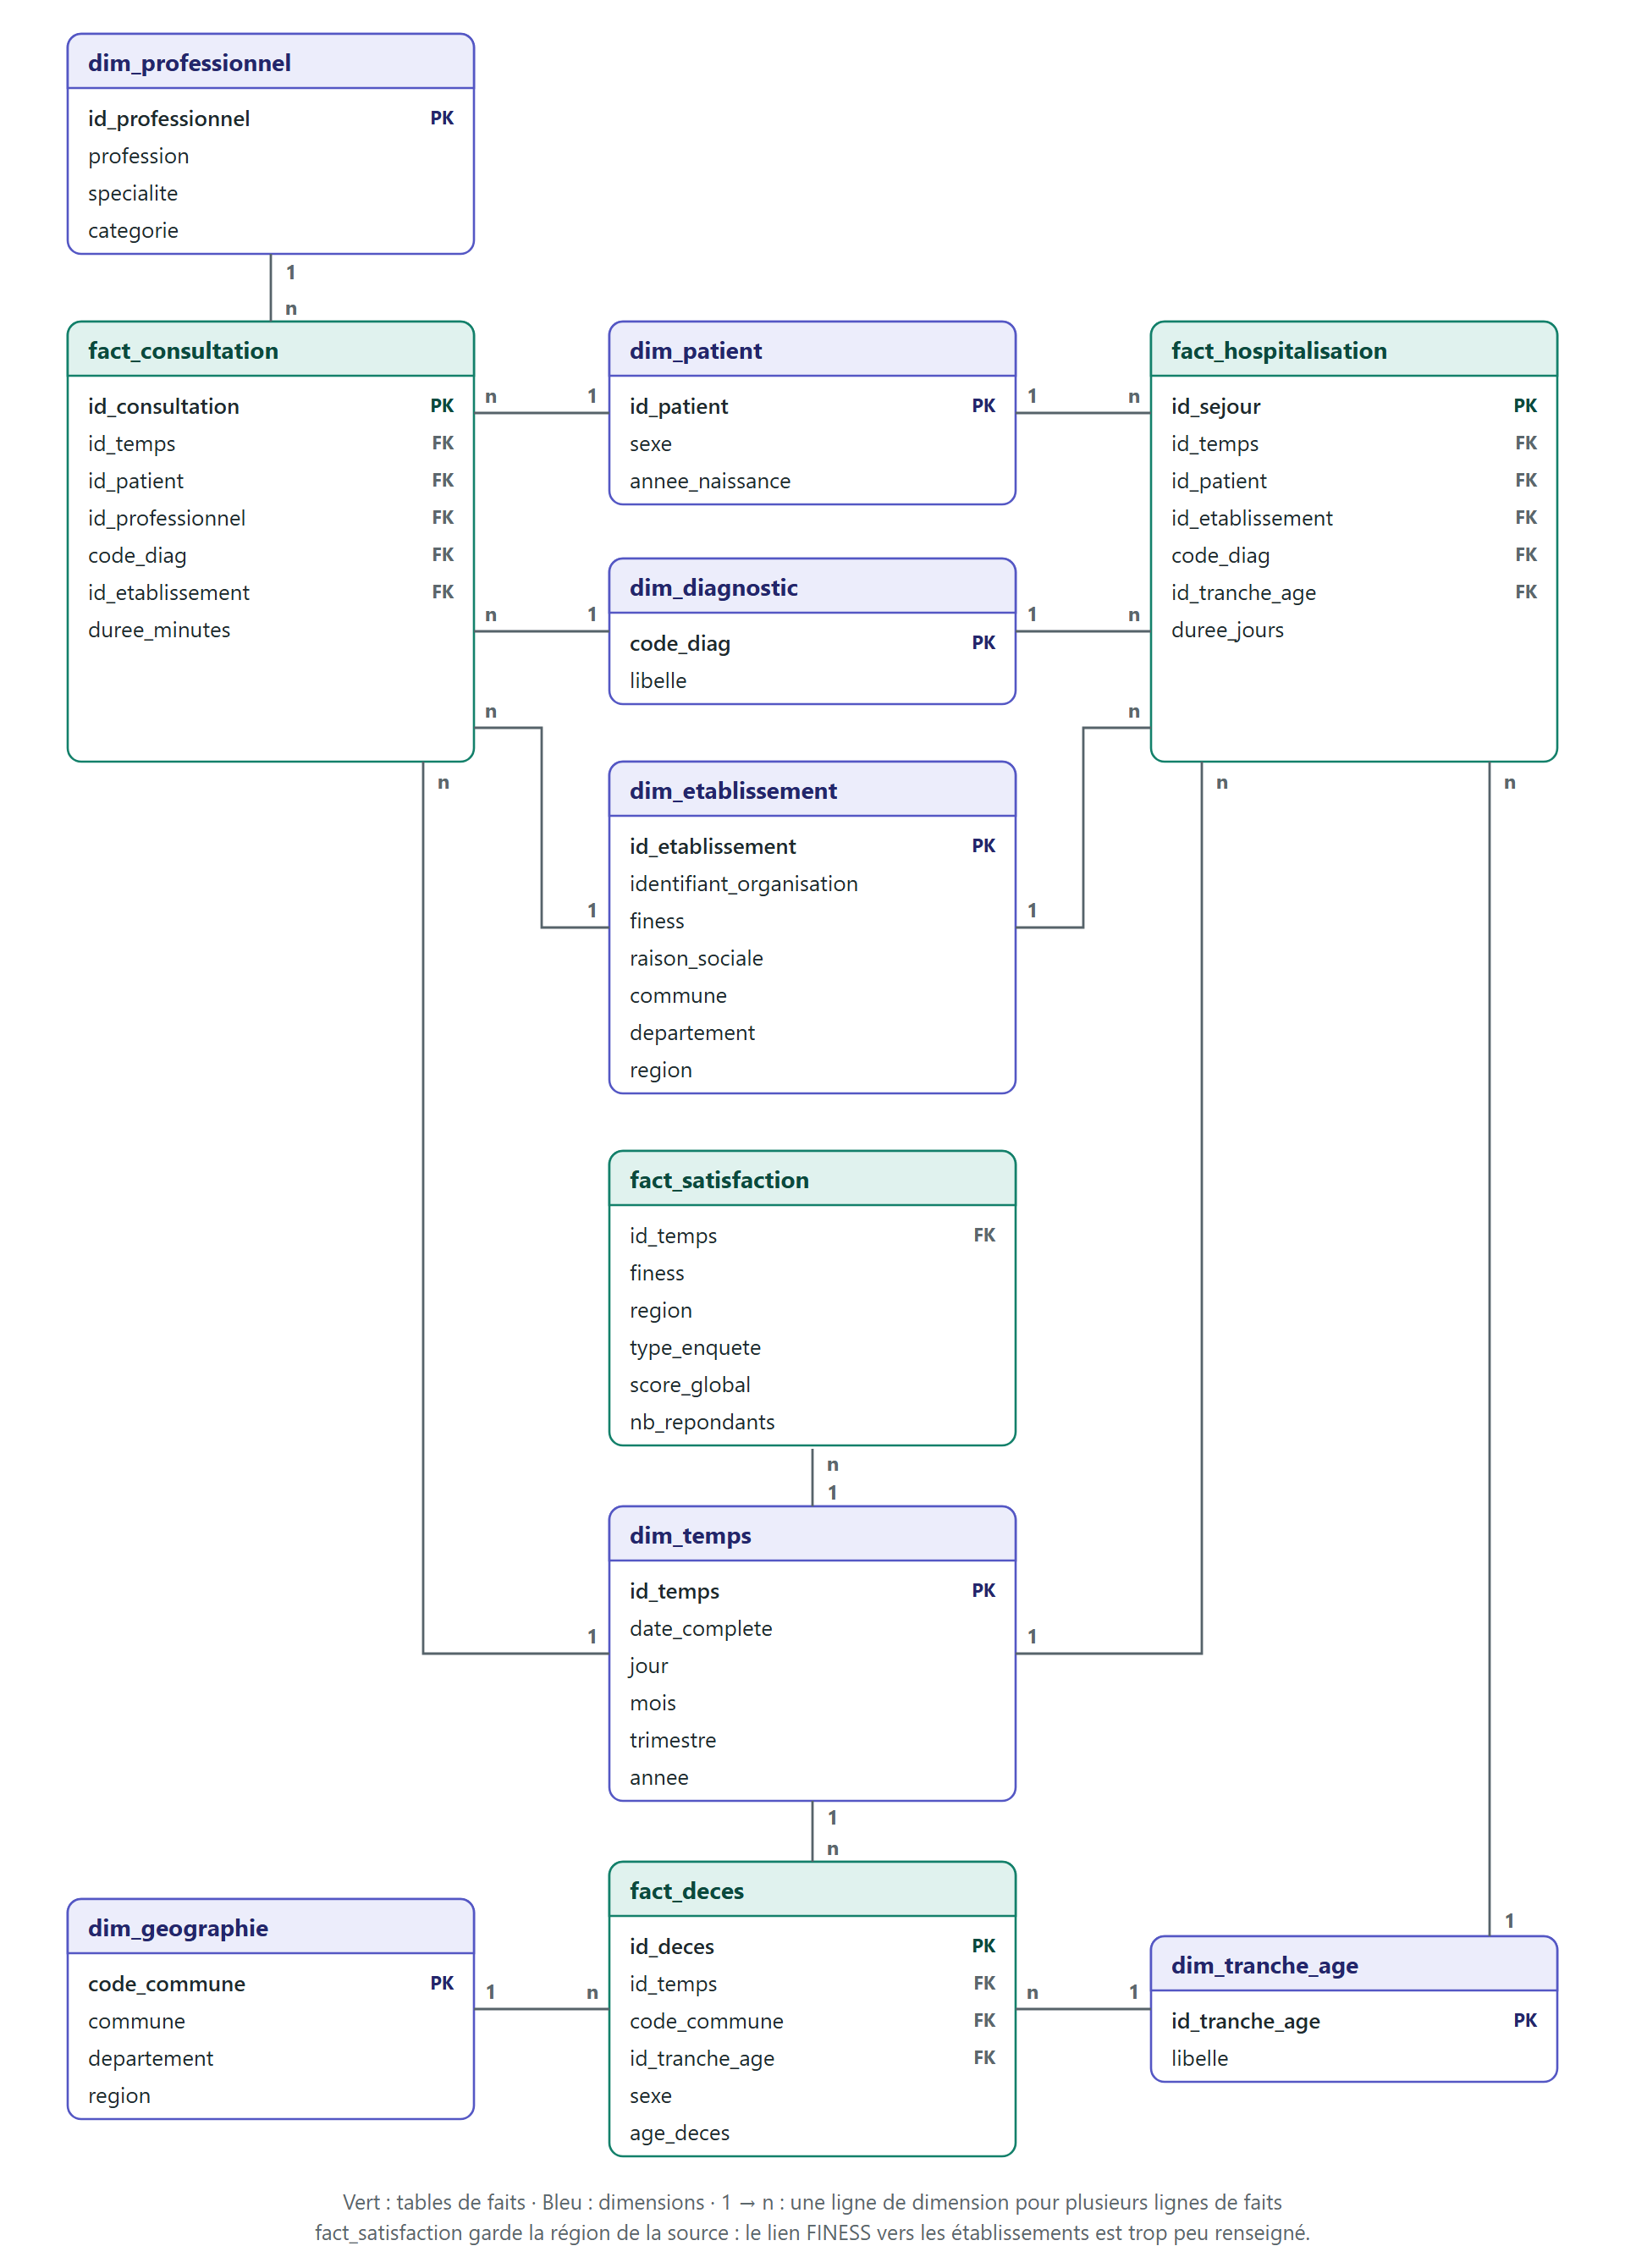 dim_professionnel
id_professionnel PK
profession
specialite
categorie
1
n
fact_consultation
id_consultation PK
id_temps FK
id_patient FK
id_professionnel FK
code_diag FK
id_etablissement FK
duree_minutes
n 1
dim_patient
id_patient PK
sexe
annee_naissance
1 n
fact_hospitalisation
id_sejour PK
id_temps FK
id_patient FK
id_etablissement FK
code_diag FK
id_tranche_age FK
duree_jours
n 1
dim_diagnostic
code_diag PK
libelle
1 n
n n
n n n
dim_etablissement
id_etablissement PK
identifiant_organisation
1 1
finess
raison_sociale
commune
departement
region
fact_satisfaction
id_temps FK
finess
region
type_enquete
score_global
nb_repondants
n
1
dim_temps
id_temps PK
date_complete
1 1
jour
mois
trimestre
annee
1
n
dim_geographie
code_commune PK
commune
departement
region
1 n
fact_deces
id_deces PK
id_temps FK
code_commune FK
id_tranche_age FK
sexe
age_deces
n 1
1
dim_tranche_age
id_tranche_age PK
libelle
Vert : tables de faits · Bleu : dimensions · 1 → n : une ligne de dimension pour plusieurs lignes de faits
fact_satisfaction garde la région de la source : le lien FINESS vers les établissements est trop peu renseigné.